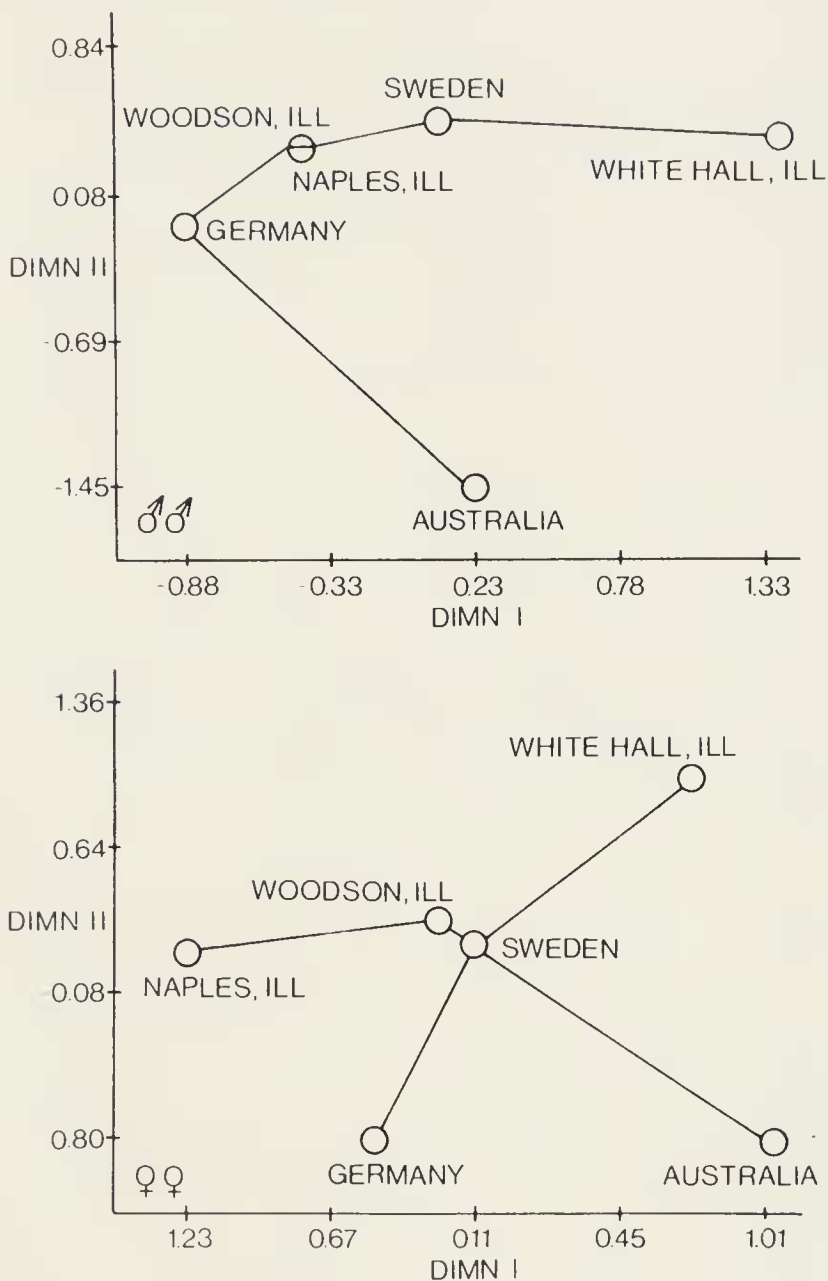 0.84
SWEDEN
WOODSON, ILL
NAPLES, ILL
WHITE HALL, ILL
0.08
GERMANY
DIMN II
-0.69
-1.45
♂♂
AUSTRALIA
-0.88 -0.33 0.23 0.78 1.33
DIMN I
1.36
WHITE HALL, ILL
0.64
WOODSON, ILL
DIMN II
SWEDEN
NAPLES, ILL
-0.08
0.80
♀♀
GERMANY
AUSTRALIA
1.23 0.67 0.11 0.45 1.01
DIMN I